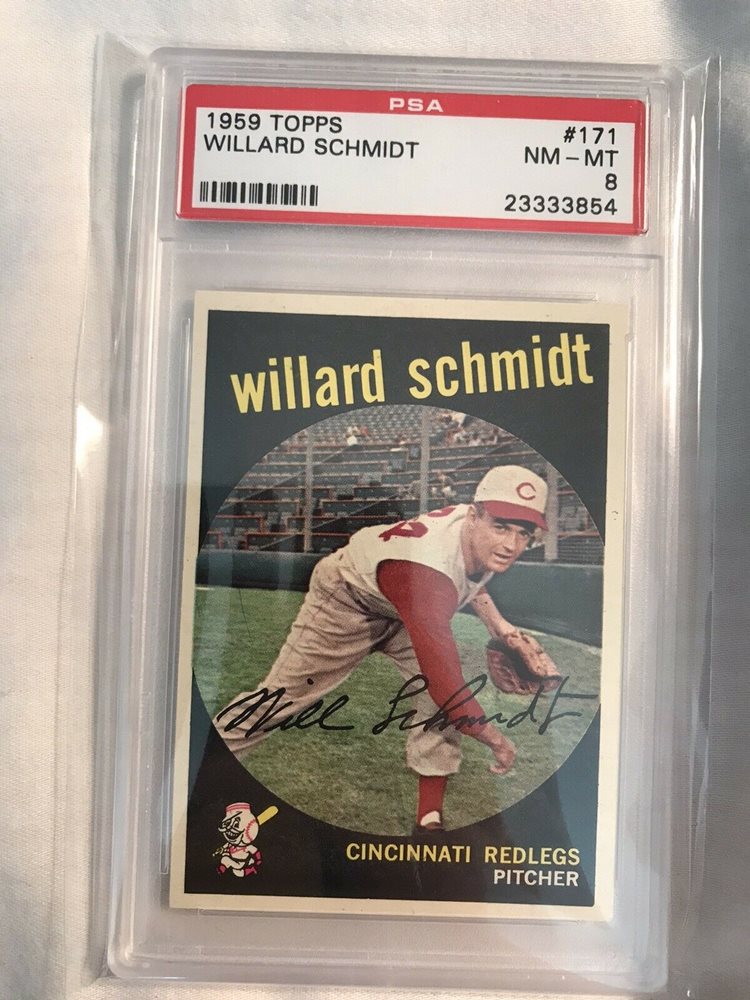 PSA
1959 TOPPS #171
WILLARD SCHMIDT NM - MT
8
23333854
willard schmidt
C
Will Schmidt
CINCINNATI REDLEGS
PITCHER